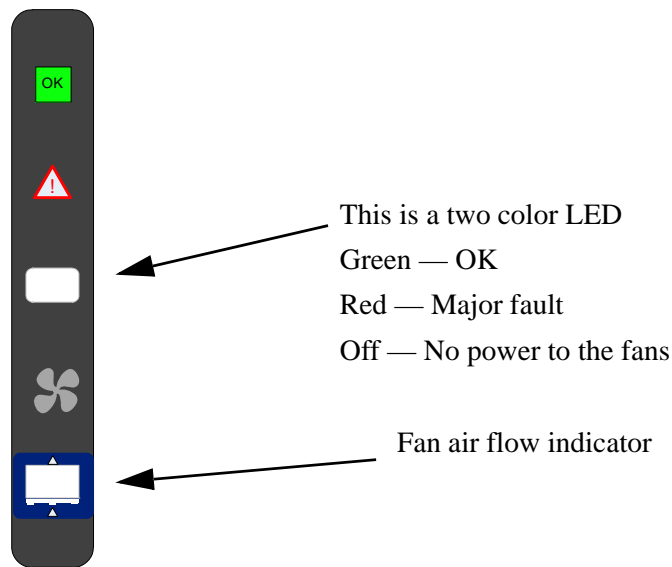 OK
!
This is a two color LED
Green — OK
Red — Major fault
Off — No power to the fans
Fan air flow indicator